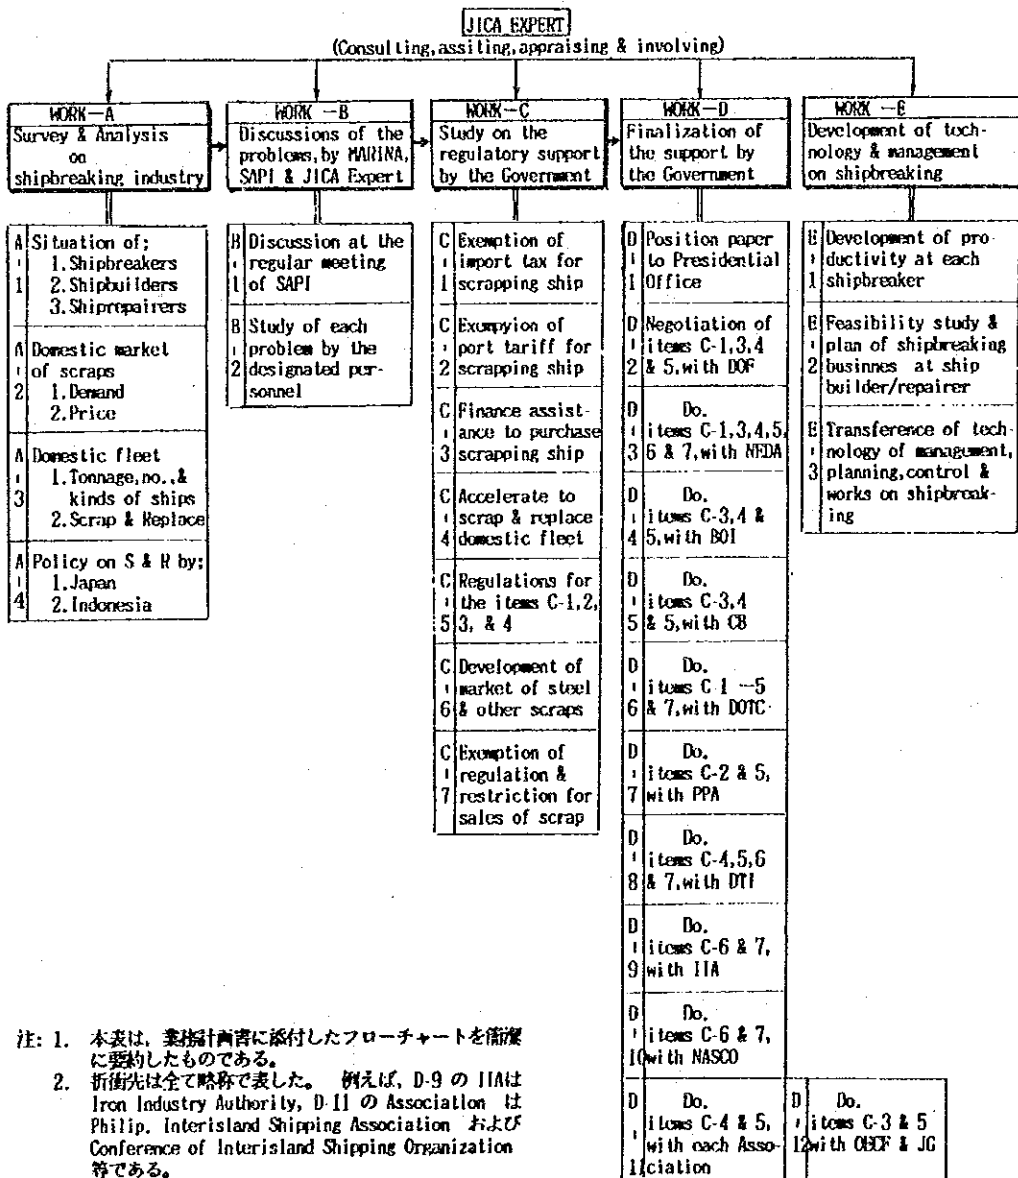 JICA EXPERT
(Consulting,assiting,appraising & involving)
WORK-A
Survey & Analysis
on
shipbreaking industry
WORK -B
Discussions of the
problems,by MARINA,
SAPI & JICA Expert
WORK-C
Study on the
regulatory support
by the Government
WORK-D
Finalization of
the support by
the Government
WORK -E
Development of tech-
nology & management
on shipbreaking
A-1 Situation of;
1.Shipbreakers
2.Shipbuilders
3.Shiprepairers
A-2 Domestic market
of scraps
1.Demand
2.Price
A-3 Domestic fleet
1.Tonnage,no.,&
kinds of ships
2.Scrap & Replace
A-4 Policy on S & R by;
1.Japan
2.Indonesia
B-1 Discussion at the
regular meeting
of SAPI
B-2 Study of each
problem by the
designated per-
sonnel
C-1 Exemption of
import tax for
scrapping ship
C-2 Exumpyion of
port tariff for
scrapping ship
C-3 Finance assist-
ance to purchase
scrapping ship
C-4 Accelerate to
scrap & replace
domestic fleet
C-5 Regulations for
the items C-1,2,
3, & 4
C-6 Development of
market of steel
& other scraps
C-7 Exemption of
regulation &
restriction for
sales of scrap
D-1 Position paper
to Presidential
Office
D-2 Negotiation of
items C-1,3,4
& 5,with DOF
D-3 Do.
items C-1,3,4,5,
6 & 7,with NEDA
D-4 Do.
items C-3,4 &
5,with BOI
D-5 Do.
items C-3,4
& 5,with CB
D-6 Do.
items C-1 --5
& 7,with DOTC
D-7 Do.
items C-2 & 5,
with PPA
D-8 Do.
items C-4,5,6
& 7,with DTI
D-9 Do.
items C-6 & 7,
with IIA
D-10 Do.
items C-6 & 7,
with NASCO
D-11 Do.
items C-4 & 5,
with each Asso-
ciation
D-12 Do.
items C-3 & 5
with OECF & JG
E-1 Development of pro-
ductivity at each
shipbreaker
E-2 Feasibility study &
plan of shipbreaking
businnes at ship
builder/repairer
E-3 Transference of tech-
nology of management,
planning,control &
works on shipbreak-
ing
注: 1. 本表は, 業務計画書に添付したフローチャートを簡潔
に要約したものである。
2. 折衝先は全て略称で表した。 例えば, D-9 の IIAは
Iron Industry Authority, D-11 の Association は
Philip. Interisland Shipping Association および
Conference of Interisland Shipping Organization
等である。